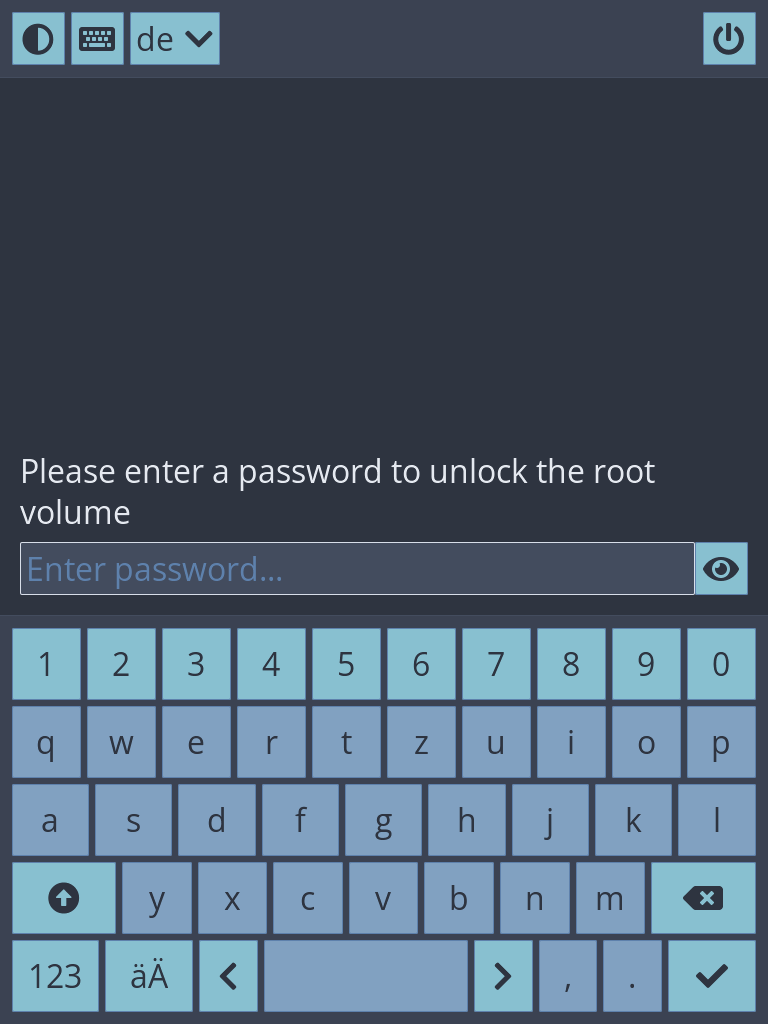 de
Please enter a password to unlock the root
volume
Enter password...
1 2 3 4 5 6 7 8 9 0
q w e r t z u i o p
a s d f g h j k l
y x c v b n m
123 äÄ , .